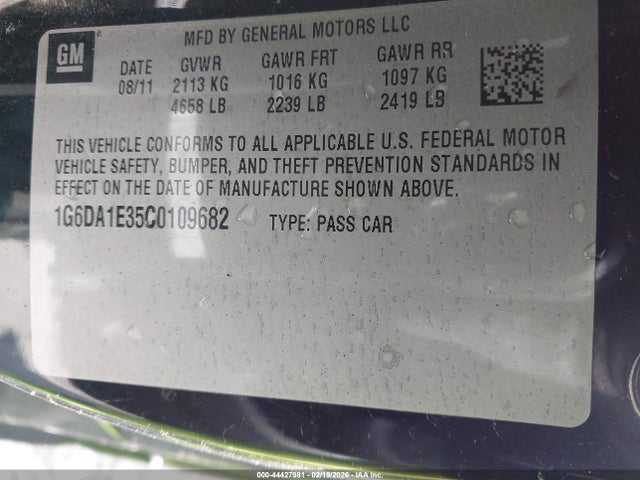 GM
MFD BY GENERAL MOTORS LLC
DATE GVWR GAWR FRT GAWR RR
08/11 2113 KG 1016 KG 1097 KG
4658 LB 2239 LB 2419 LB
THIS VEHICLE CONFORMS TO ALL APPLICABLE U.S. FEDERAL MOTOR
VEHICLE SAFETY, BUMPER, AND THEFT PREVENTION STANDARDS IN
EFFECT ON THE DATE OF MANUFACTURE SHOWN ABOVE.
1G6DA1E35C0109682 TYPE: PASS CAR
000-44427981 - 02/19/2026 - IAAI.COM